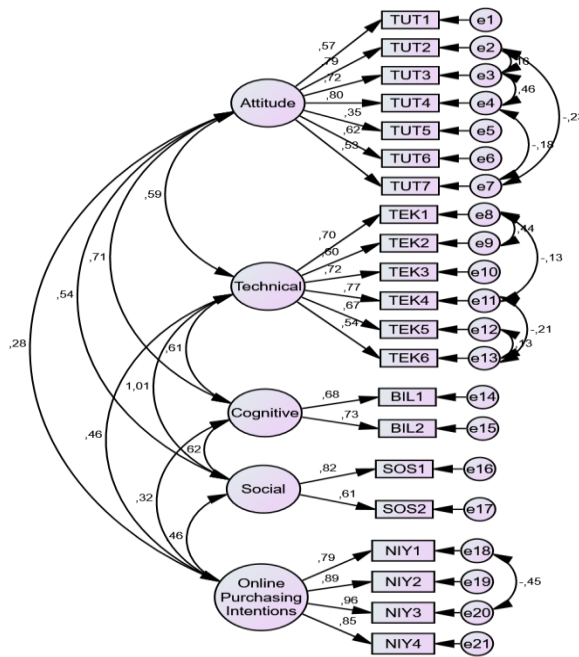 ,57
TUT1
e1
,79
TUT2
e2
,16
,72
TUT3
e3
,46
Attitude
,80
TUT4
e4
-,23
,35
TUT5
e5
-,18
,62
TUT6
e6
,53
TUT7
e7
,59
,70
TEK1
e8
,44
,60
TEK2
e9
-,13
,71
,72
TEK3
e10
Technical
,77
TEK4
e11
,54
,67
TEK5
e12
-,21
,13
,28
,61
,54
TEK6
e13
1,01
Cognitive
,68
BIL1
e14
,73
BIL2
e15
,46
,62
,32
Social
,82
SOS1
e16
,61
SOS2
e17
,46
Online
Purchasing
Intentions
,79
NIY1
e18
,89
NIY2
e19
-,45
,96
NIY3
e20
,85
NIY4
e21